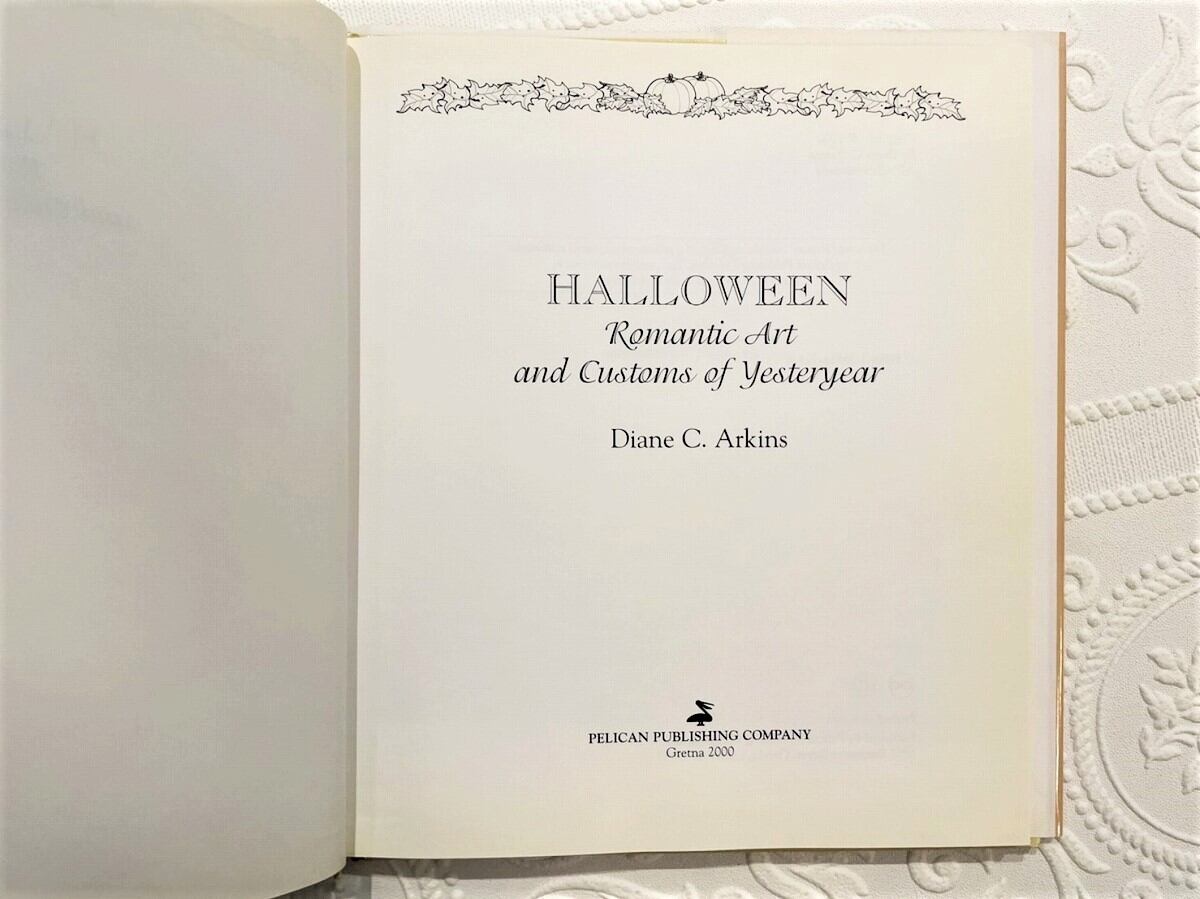 HALLOWEEN
Romantic Art
and Customs of Yesteryear
Diane C. Arkins
PELICAN PUBLISHING COMPANY
Gretna 2000